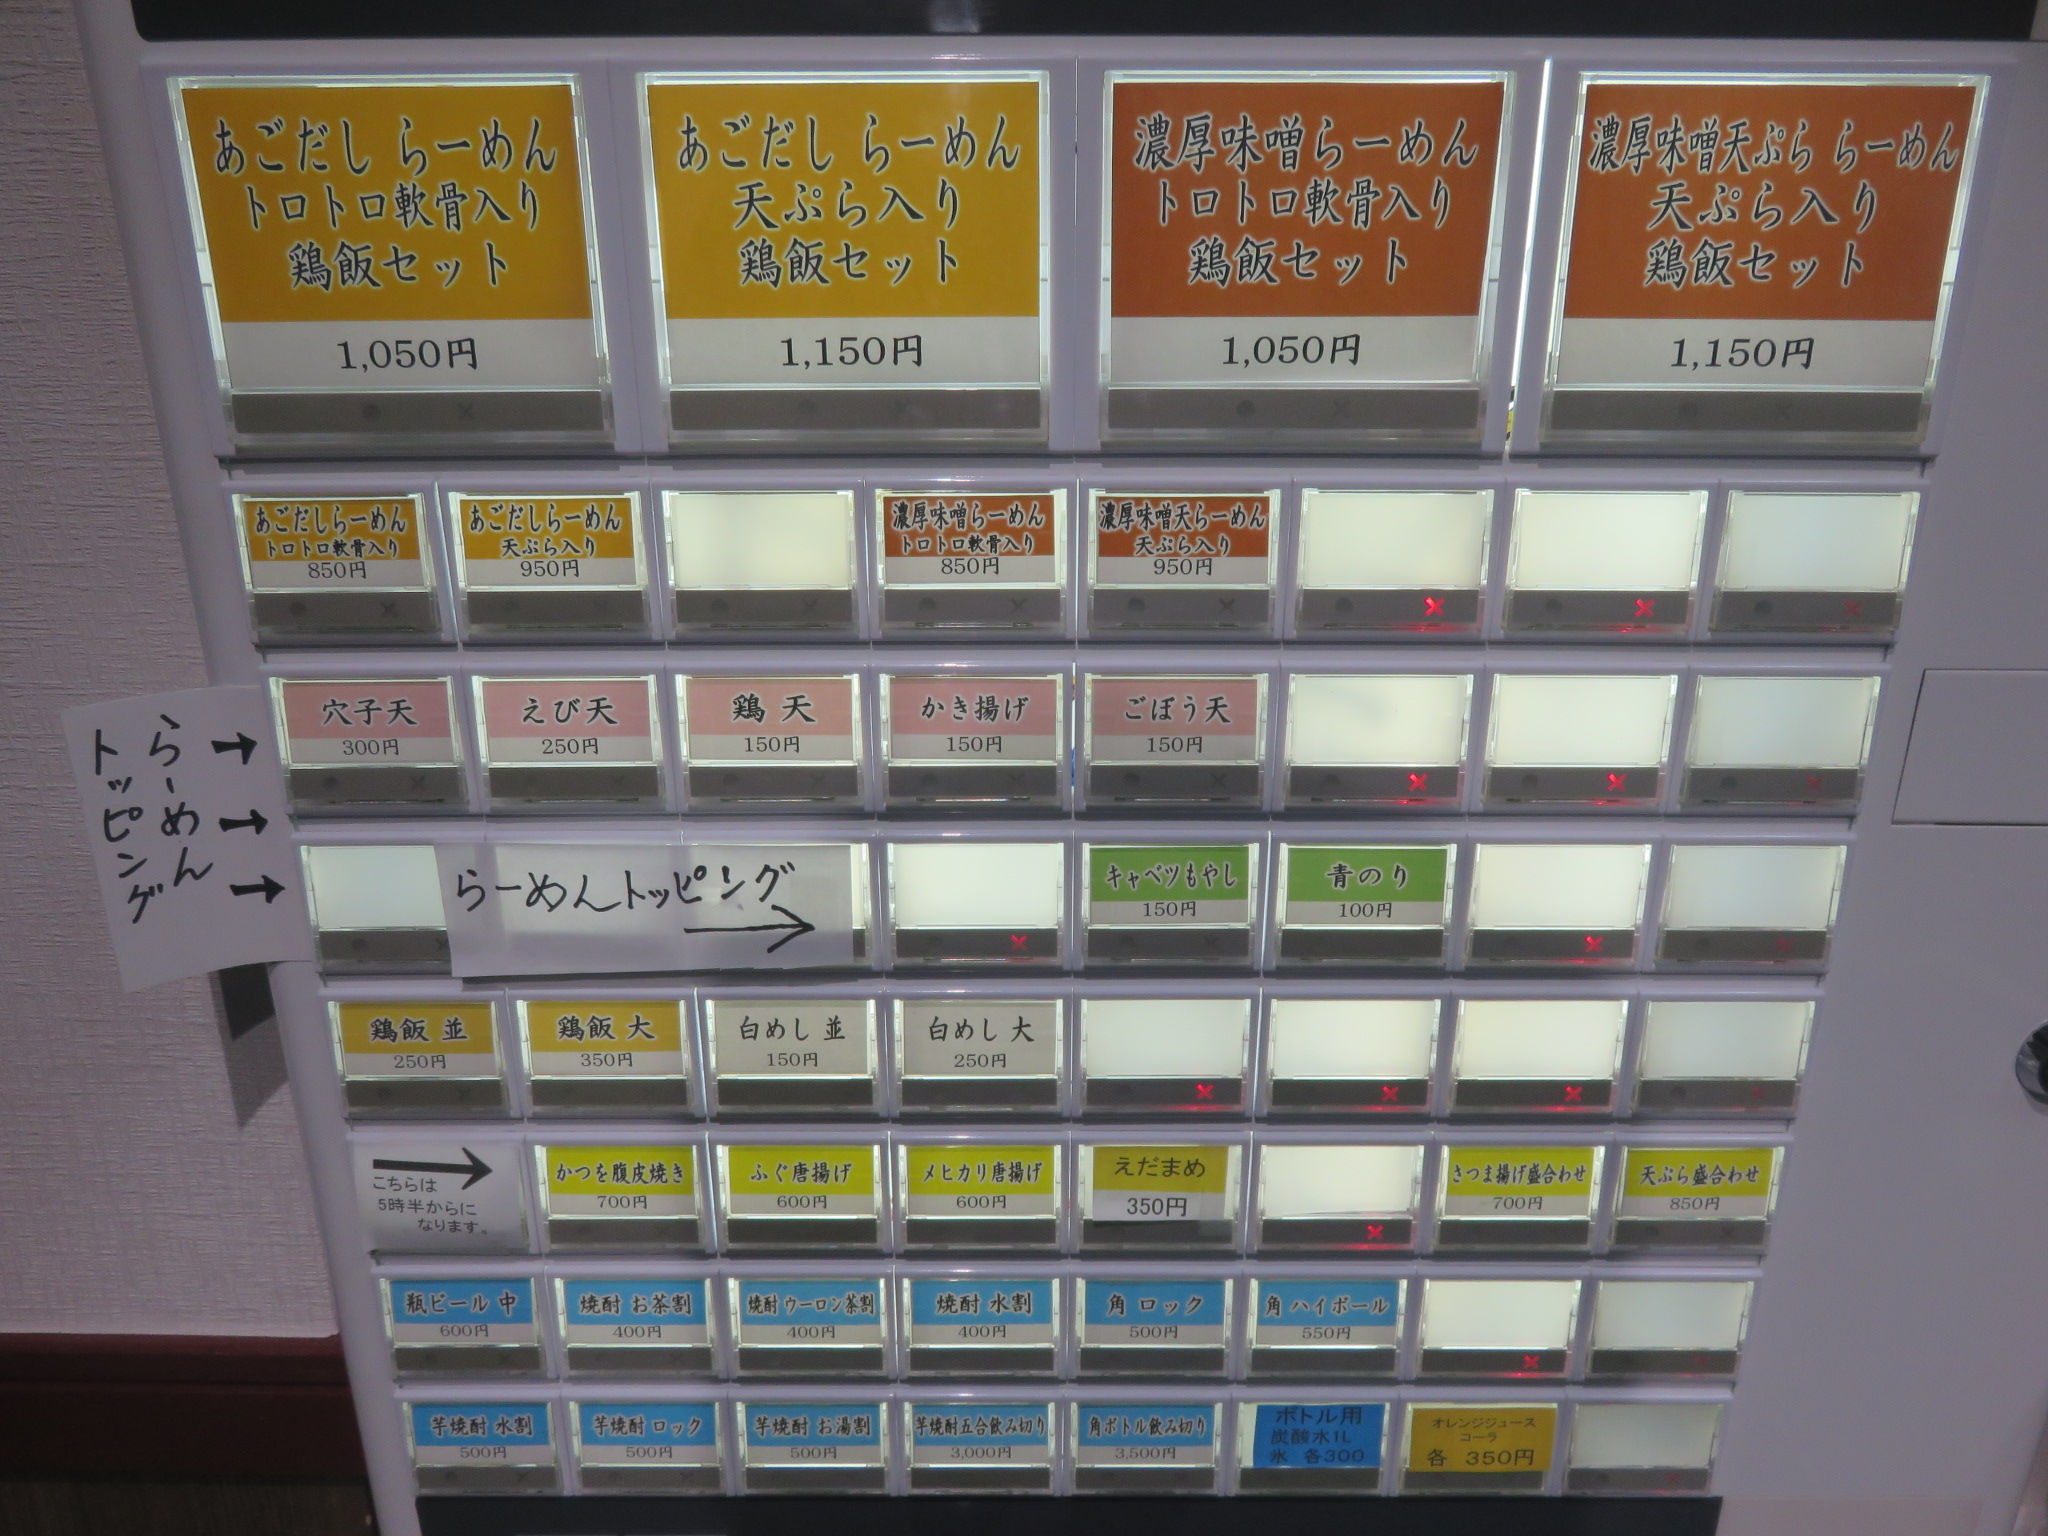 あごだし らーめん
トロトロ軟骨入り
鶏飯セット
1,050円
あごだし らーめん
天ぷら入り
鶏飯セット
1,150円
濃厚味噌らーめん
トロトロ軟骨入り
鶏飯セット
1,050円
濃厚味噌天ぷら らーめん
天ぷら入り
鶏飯セット
1,150円
あごだしらーめん
トロトロ軟骨入り
850円
あごだしらーめん
天ぷら入り
950円
濃厚味噌らーめん
トロトロ軟骨入り
850円
濃厚味噌天らーめん
天ぷら入り
950円
らーめん
トッピング
穴子天
300円
えび天
250円
鶏 天
150円
かき揚げ
150円
ごぼう天
150円
らーめんトッピング
キャベツもやし
150円
青のり
100円
鶏飯 並
250円
鶏飯 大
350円
白めし 並
150円
白めし 大
250円
こちらは
5時半からに
なります。
かつを腹皮焼き
700円
ふぐ唐揚げ
600円
メヒカリ唐揚げ
600円
えだまめ
350円
さつま揚げ盛合わせ
700円
天ぷら盛合わせ
850円
瓶ビール 中
600円
焼酎 お茶割
400円
焼酎 ウーロン茶割
400円
焼酎 水割
400円
角 ロック
500円
角 ハイボール
550円
芋焼酎 水割
500円
芋焼酎 ロック
500円
芋焼酎 お湯割
500円
芋焼酎五合飲み切り
3,000円
角ボトル飲み切り
3,500円
ボトル用
炭酸水1L
氷 各300
オレンジジュース
コーラ
各 350円